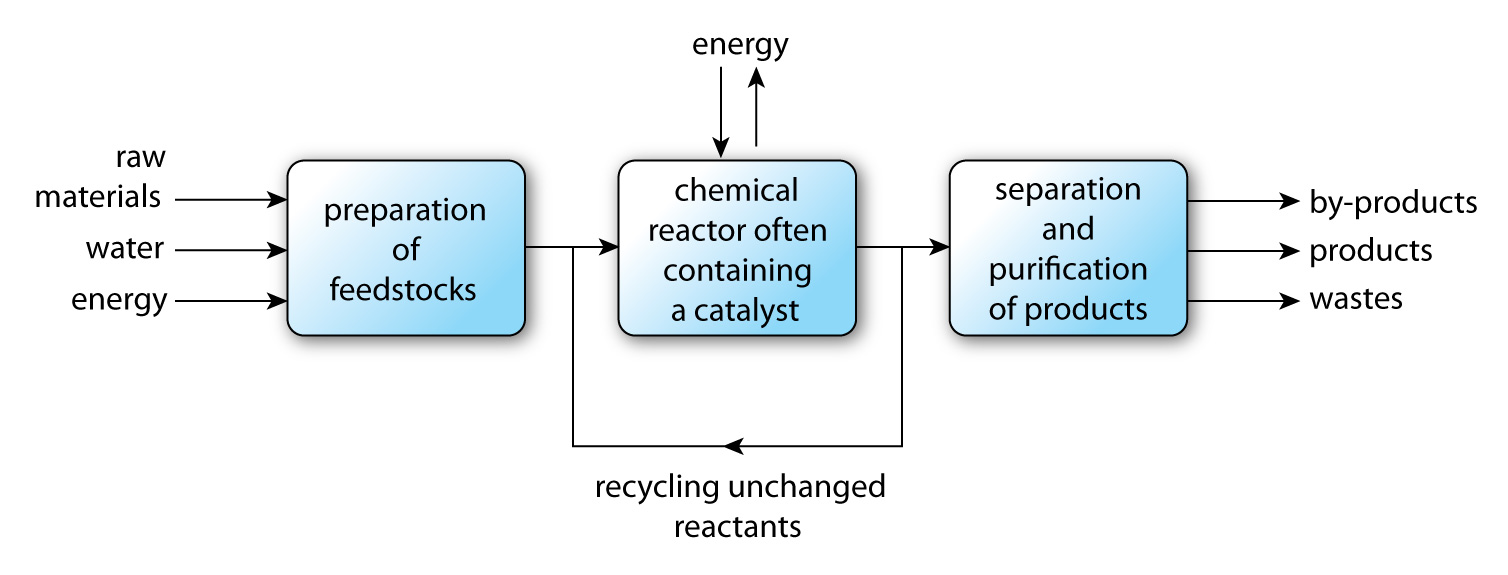 energy
raw
materials
water
energy
preparation
of
feedstocks
chemical
reactor often
containing
a catalyst
separation
and
purification
of products
by-products
products
wastes
recycling unchanged
reactants